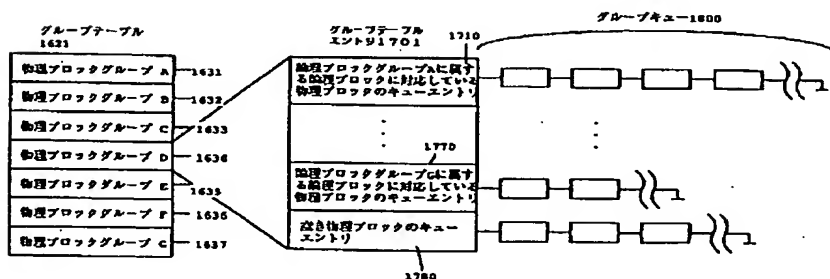 グループテーブル
1621
物理ブロックグループ A
1631
物理ブロックグループ B
1632
物理ブロックグループ C
1633
物理ブロックグループ D
1636
物理ブロックグループ E
1635
物理ブロックグループ F
1636
物理ブロックグループ G
1637
グループテーブル
エントリ1701
1710
論理ブロックグループAに属す
る論理ブロックに対応している
物理ブロックのキューエントリ
1770
論理ブロックグループGに属す
る論理ブロックに対応している
物理ブロックのキューエントリ
空き物理ブロックのキュー
エントリ
1780
グループキュー1800